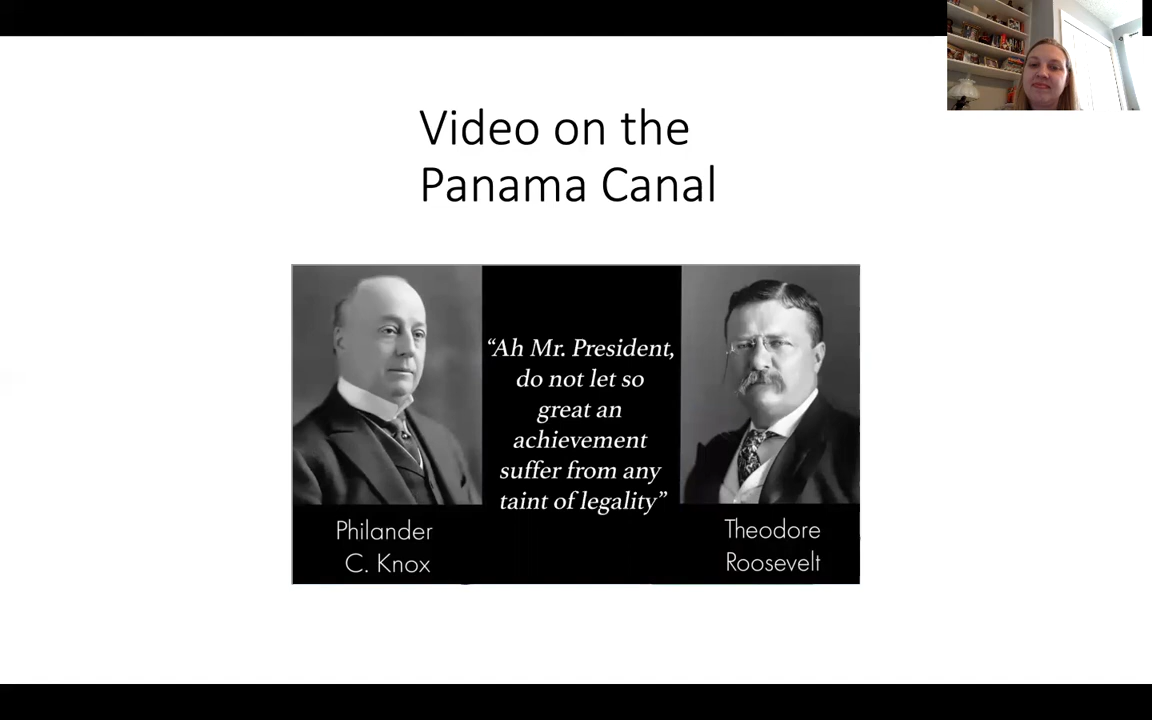 Video on the
Panama Canal
“Ah Mr. President,
do not let so
great an
achievement
suffer from any
taint of legality”
Philander
C. Knox
Theodore
Roosevelt